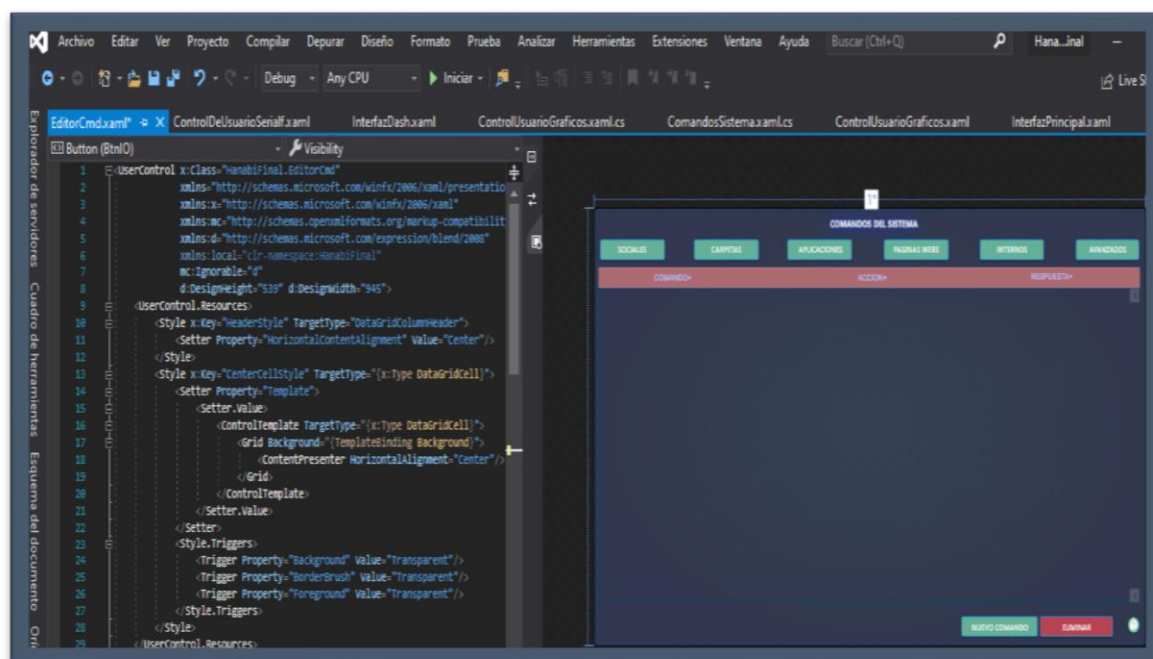 Archivo Editar Ver Proyecto Compilar Depurar Diseño Formato Prueba Analizar Herramientas Extensiones Ventana Ayuda Buscar (Ctrl+Q) Hana...inal
Debug Any CPU Iniciar Live S
EditorCmd.xaml* ControlDeUsuarioSerialf.xaml InterfazDash.xaml ControlUsuarioGraficos.xaml.cs ComandosSistema.xaml.cs ControlUsuarioGraficos.xaml InterfazPrincipal.xaml
Button (BtnIO) Visibility
Explorador de servidores
Cuadro de herramientas
Esquema del documento
Orí
1 <UserControl x:Class="HanabiFinal.EditorCmd"
2 xmlns="http://schemas.microsoft.com/winfx/2006/xaml/presentatio
3 xmlns:x="http://schemas.microsoft.com/winfx/2006/xaml"
4 xmlns:mc="http://schemas.openxmlformats.org/markup-compatibilit
5 xmlns:d="http://schemas.microsoft.com/expression/blend/2008"
6 xmlns:local="clr-namespace:HanabiFinal"
7 mc:Ignorable="d"
8 d:DesignHeight="539" d:DesignWidth="945">
9 <UserControl.Resources>
10 <Style x:Key="HeaderStyle" TargetType="DataGridColumnHeader">
11 <Setter Property="HorizontalContentAlignment" Value="Center"/>
12 </Style>
13 <Style x:Key="CenterCellStyle" TargetType="{x:Type DataGridCell}">
14 <Setter Property="Template">
15 <Setter.Value>
16 <ControlTemplate TargetType="{x:Type DataGridCell}">
17 <Grid Background="{TemplateBinding Background}">
18 <ContentPresenter HorizontalAlignment="Center"/>
19 </Grid>
20 </ControlTemplate>
21 </Setter.Value>
22 </Setter>
23 <Style.Triggers>
24 <Trigger Property="Background" Value="Transparent"/>
25 <Trigger Property="BorderBrush" Value="Transparent"/>
26 <Trigger Property="Foreground" Value="Transparent"/>
27 </Style.Triggers>
28 </Style>
29 </UserControl.Resources>
1*
COMANDOS DEL SISTEMA
SOCIALES CARPETAS APLICACIONES PAGINAS WEBS INTERNOS AVANZADOS
COMANDO+ ACCION+ RESPUESTA+
NUEVO COMANDO ELIMINAR